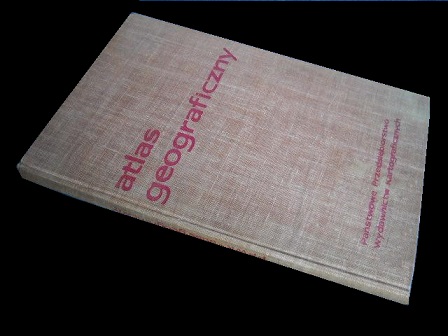 atlas
geograficzny
Państwowe Przedsiębiorstwo
Wydawnictw Kartograficznych